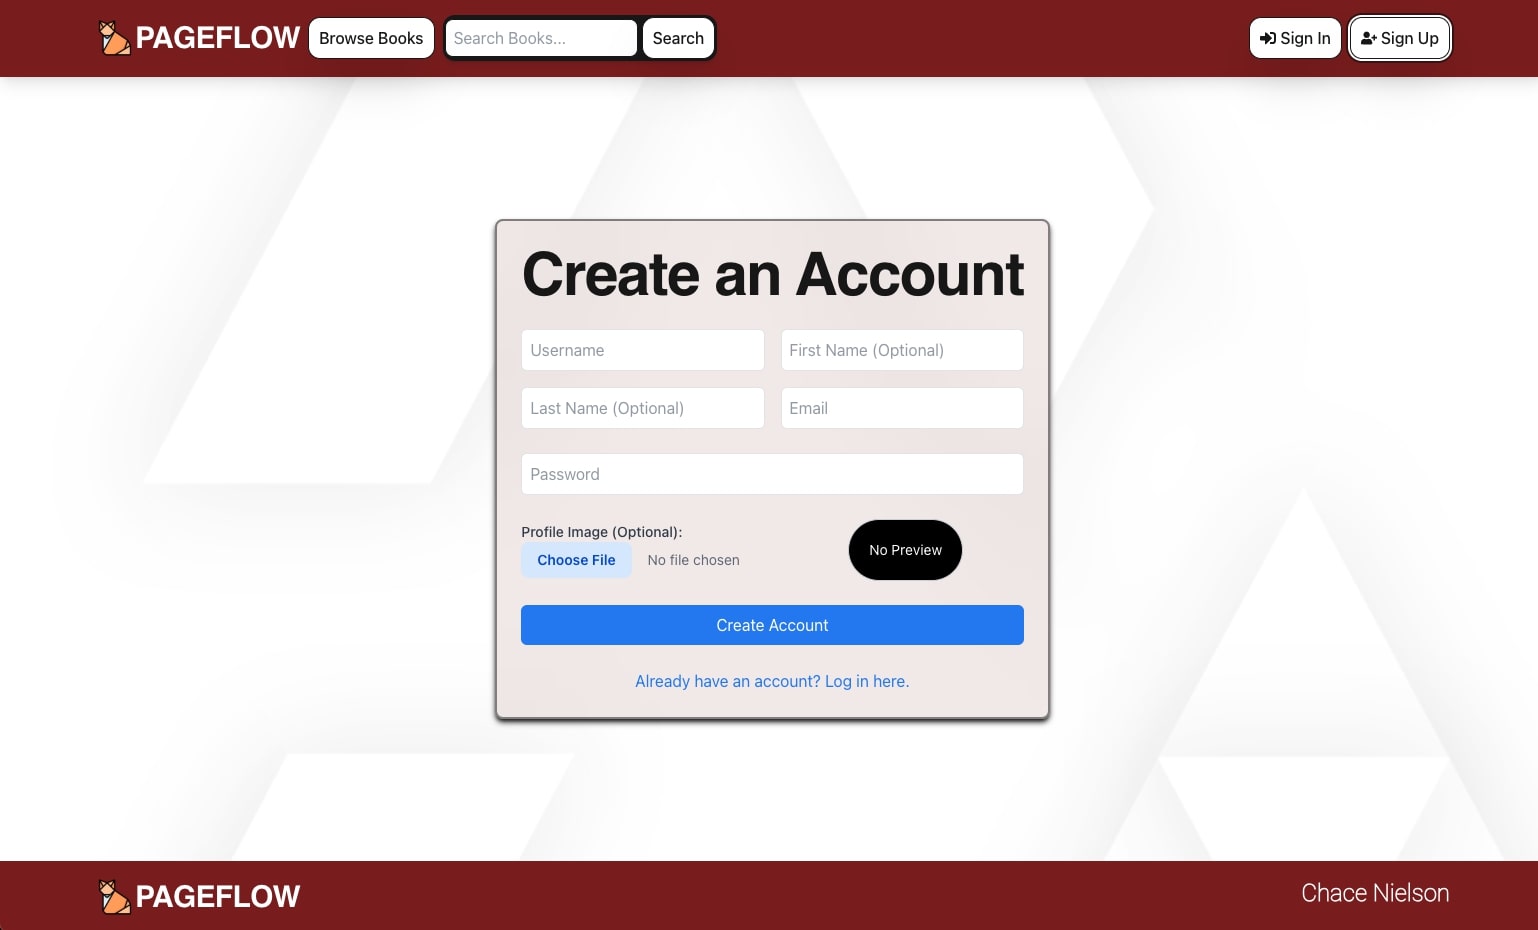 PAGEFLOW Browse Books Search Books... Search Sign In Sign Up
Create an Account
Username First Name (Optional)
Last Name (Optional) Email
Password
Profile Image (Optional):
Choose File No file chosen No Preview
Create Account
Already have an account? Log in here.
PAGEFLOW Chace Nielson